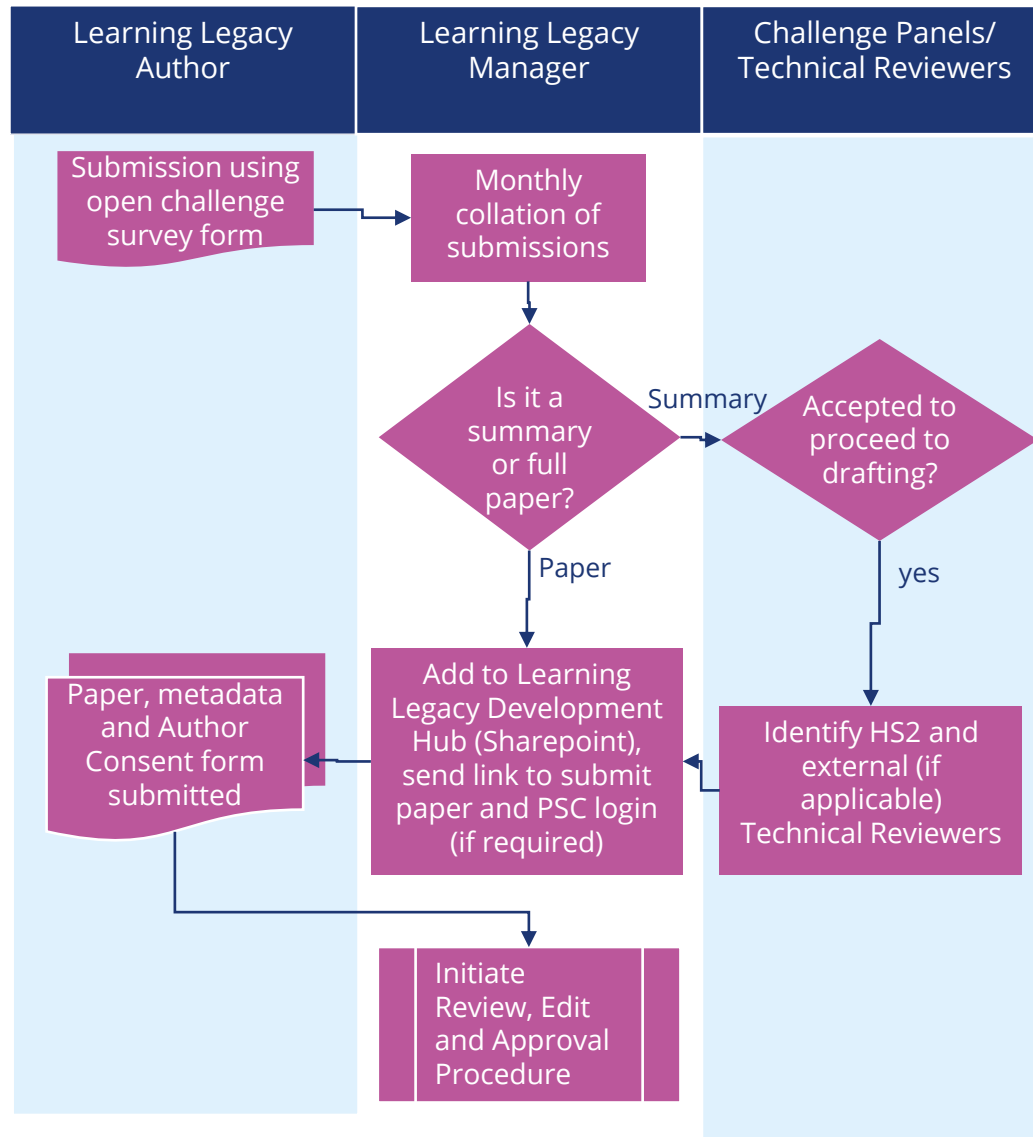 Learning Legacy
Author
Learning Legacy
Manager
Challenge Panels/
Technical Reviewers
Submission using
open challenge
survey form
Monthly
collation of
submissions
Is it a
summary
or full
paper?
Summary
Accepted to
proceed to
drafting?
Paper
yes
Paper, metadata
and Author
Consent form
submitted
Add to Learning
Legacy Development
Hub (Sharepoint),
send link to submit
paper and PSC login
(if required)
Identify HS2 and
external (if
applicable)
Technical Reviewers
Initiate
Review, Edit
and Approval
Procedure